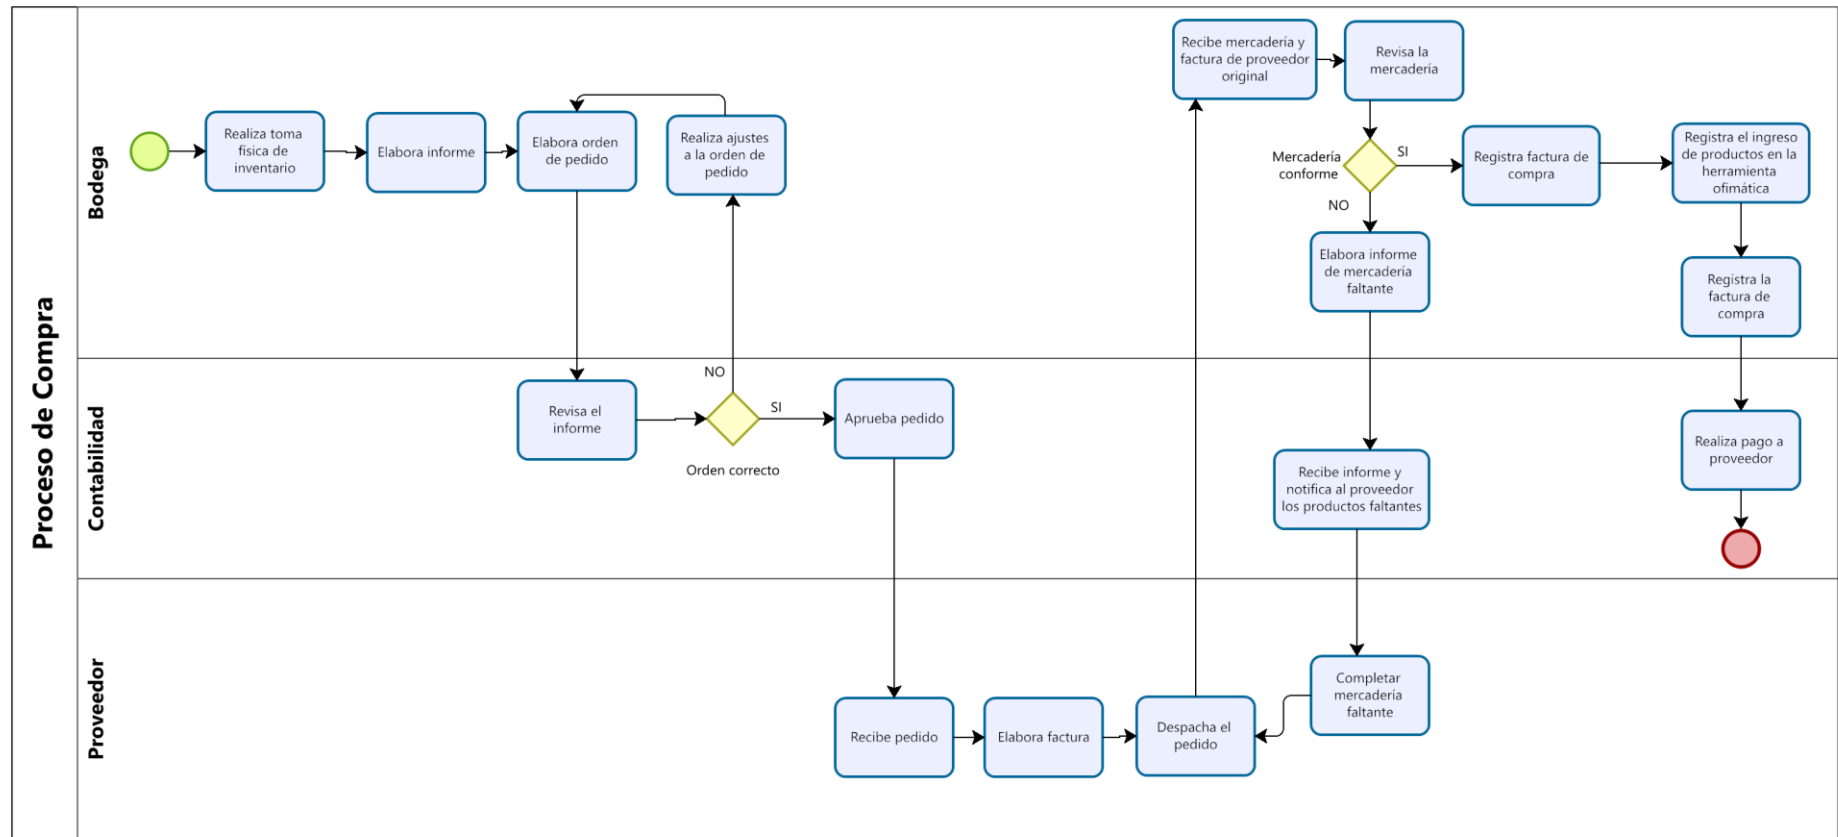 Proceso de Compra
Bodega
Realiza toma
física de
inventario
Elabora informe
Elabora orden
de pedido
Realiza ajustes
a la orden de
pedido
Recibe mercadería y
factura de proveedor
original
Revisa la
mercadería
Mercadería
conforme
SI
NO
Registra factura de
compra
Registra el ingreso
de productos en la
herramienta
ofimática
Elabora informe
de mercadería
faltante
Registra la
factura de
compra
Contabilidad
Revisa el
informe
NO
SI
Orden correcto
Aprueba pedido
Recibe informe y
notifica al proveedor
los productos faltantes
Realiza pago a
proveedor
Proveedor
Recibe pedido
Elabora factura
Despacha el
pedido
Completar
mercadería
faltante